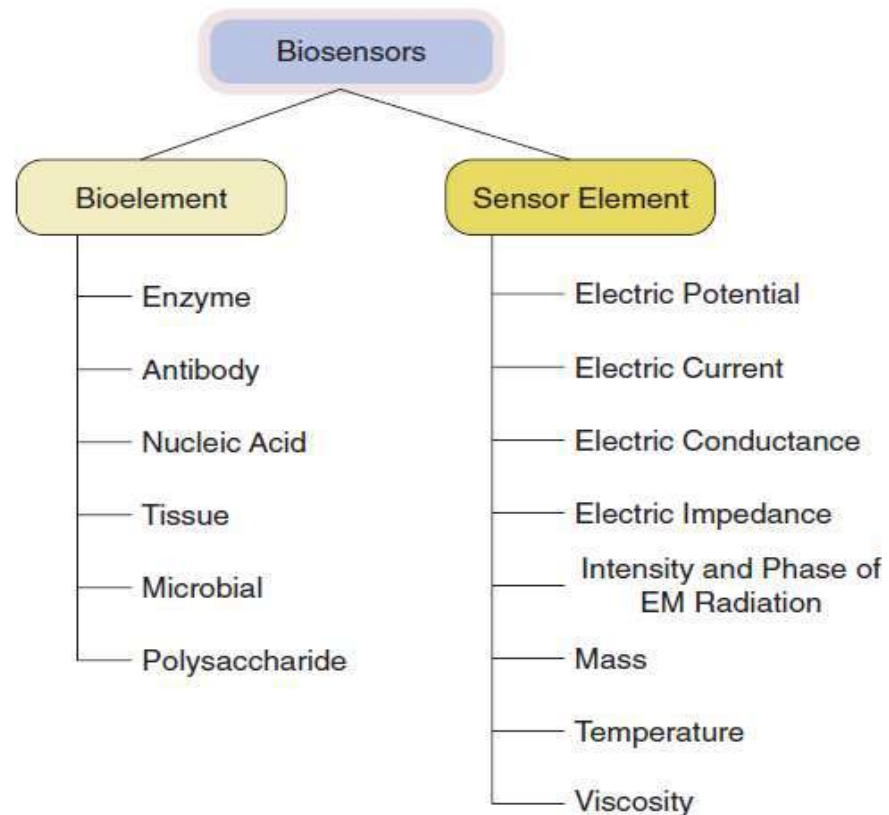 Biosensors
Bioelement
Enzyme
Antibody
Nucleic Acid
Tissue
Microbial
Polysaccharide
Sensor Element
Electric Potential
Electric Current
Electric Conductance
Electric Impedance
Intensity and Phase of
EM Radiation
Mass
Temperature
Viscosity